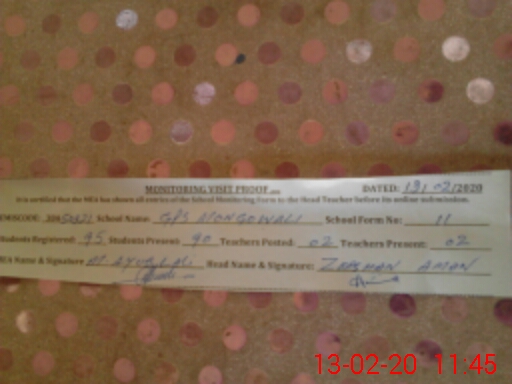 MONITORING VISIT PROOF DATED: 13/02/2020
It is certified that the MEA has shown all entries of the School Monitoring Form to the Head Teacher before its online submission.
EMISCODE: School Name: GPS MONGOWALI School Form No: 11
Students Registered: 95 Students Present: 90 Teachers Posted: 02 Teachers Present: 02
MEA Name & Signature Head Name & Signature: AMAN
13-02-20 11:45